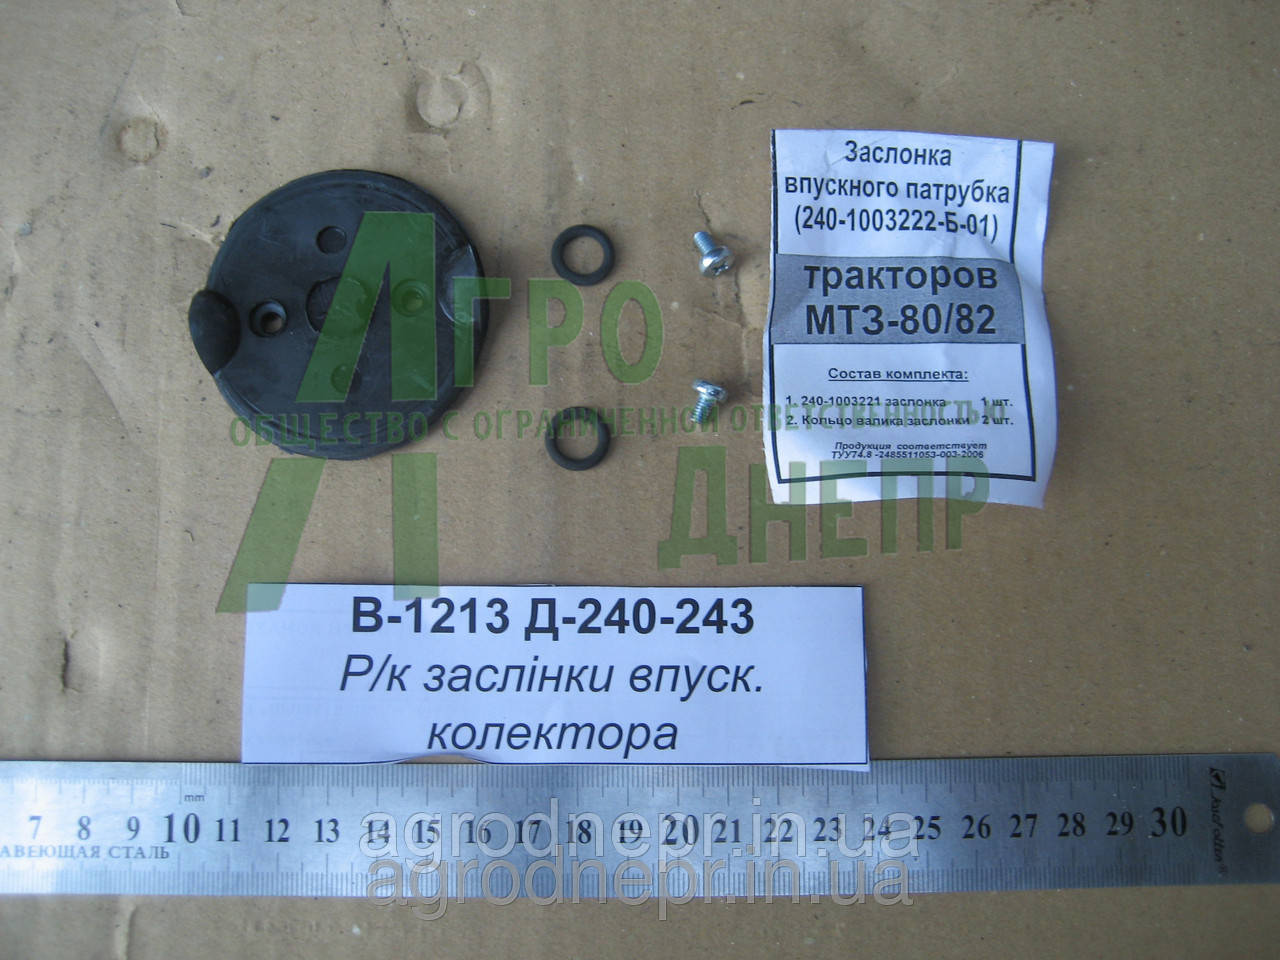 Заслонка
впускного патрубка
(240-1003222-Б-01)
тракторов
МТЗ-80/82
Состав комплекта:
1. 240-1003221 заслонка 1 шт.
2. Кольцо валика заслонки 2 шт.
Продукция соответствует
ТУУ74.8 -2485511053-003-2006
АГРО
ОБЩЕСТВО С ОГРАНИЧЕННОЙ ОТВЕТСТВЕННОСТЬЮ
ДНЕПР
В-1213 Д-240-243
Р/к заслінки впуск.
колектора
mm
7 8 9 10 11 12 13 14 15 16 17 18 19 20 21 22 23 24 25 26 27 28 29 30
АВЕЮЩАЯ СТАЛЬ
agrodnepr.in.ua
agrodnepr.in.ua